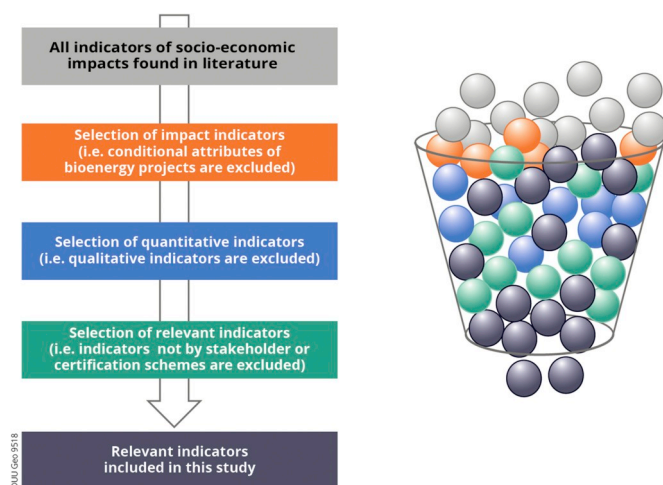 All indicators of socio-economic
impacts found in literature
Selection of impact indicators
(i.e. conditional attributes of
bioenergy projects are excluded)
Selection of quantitative indicators
(i.e. qualitative indicators are excluded)
Selection of relevant indicators
(i.e. indicators not by stakeholder or
certification schemes are excluded)
Relevant indicators
included in this study
UU Geo 9518